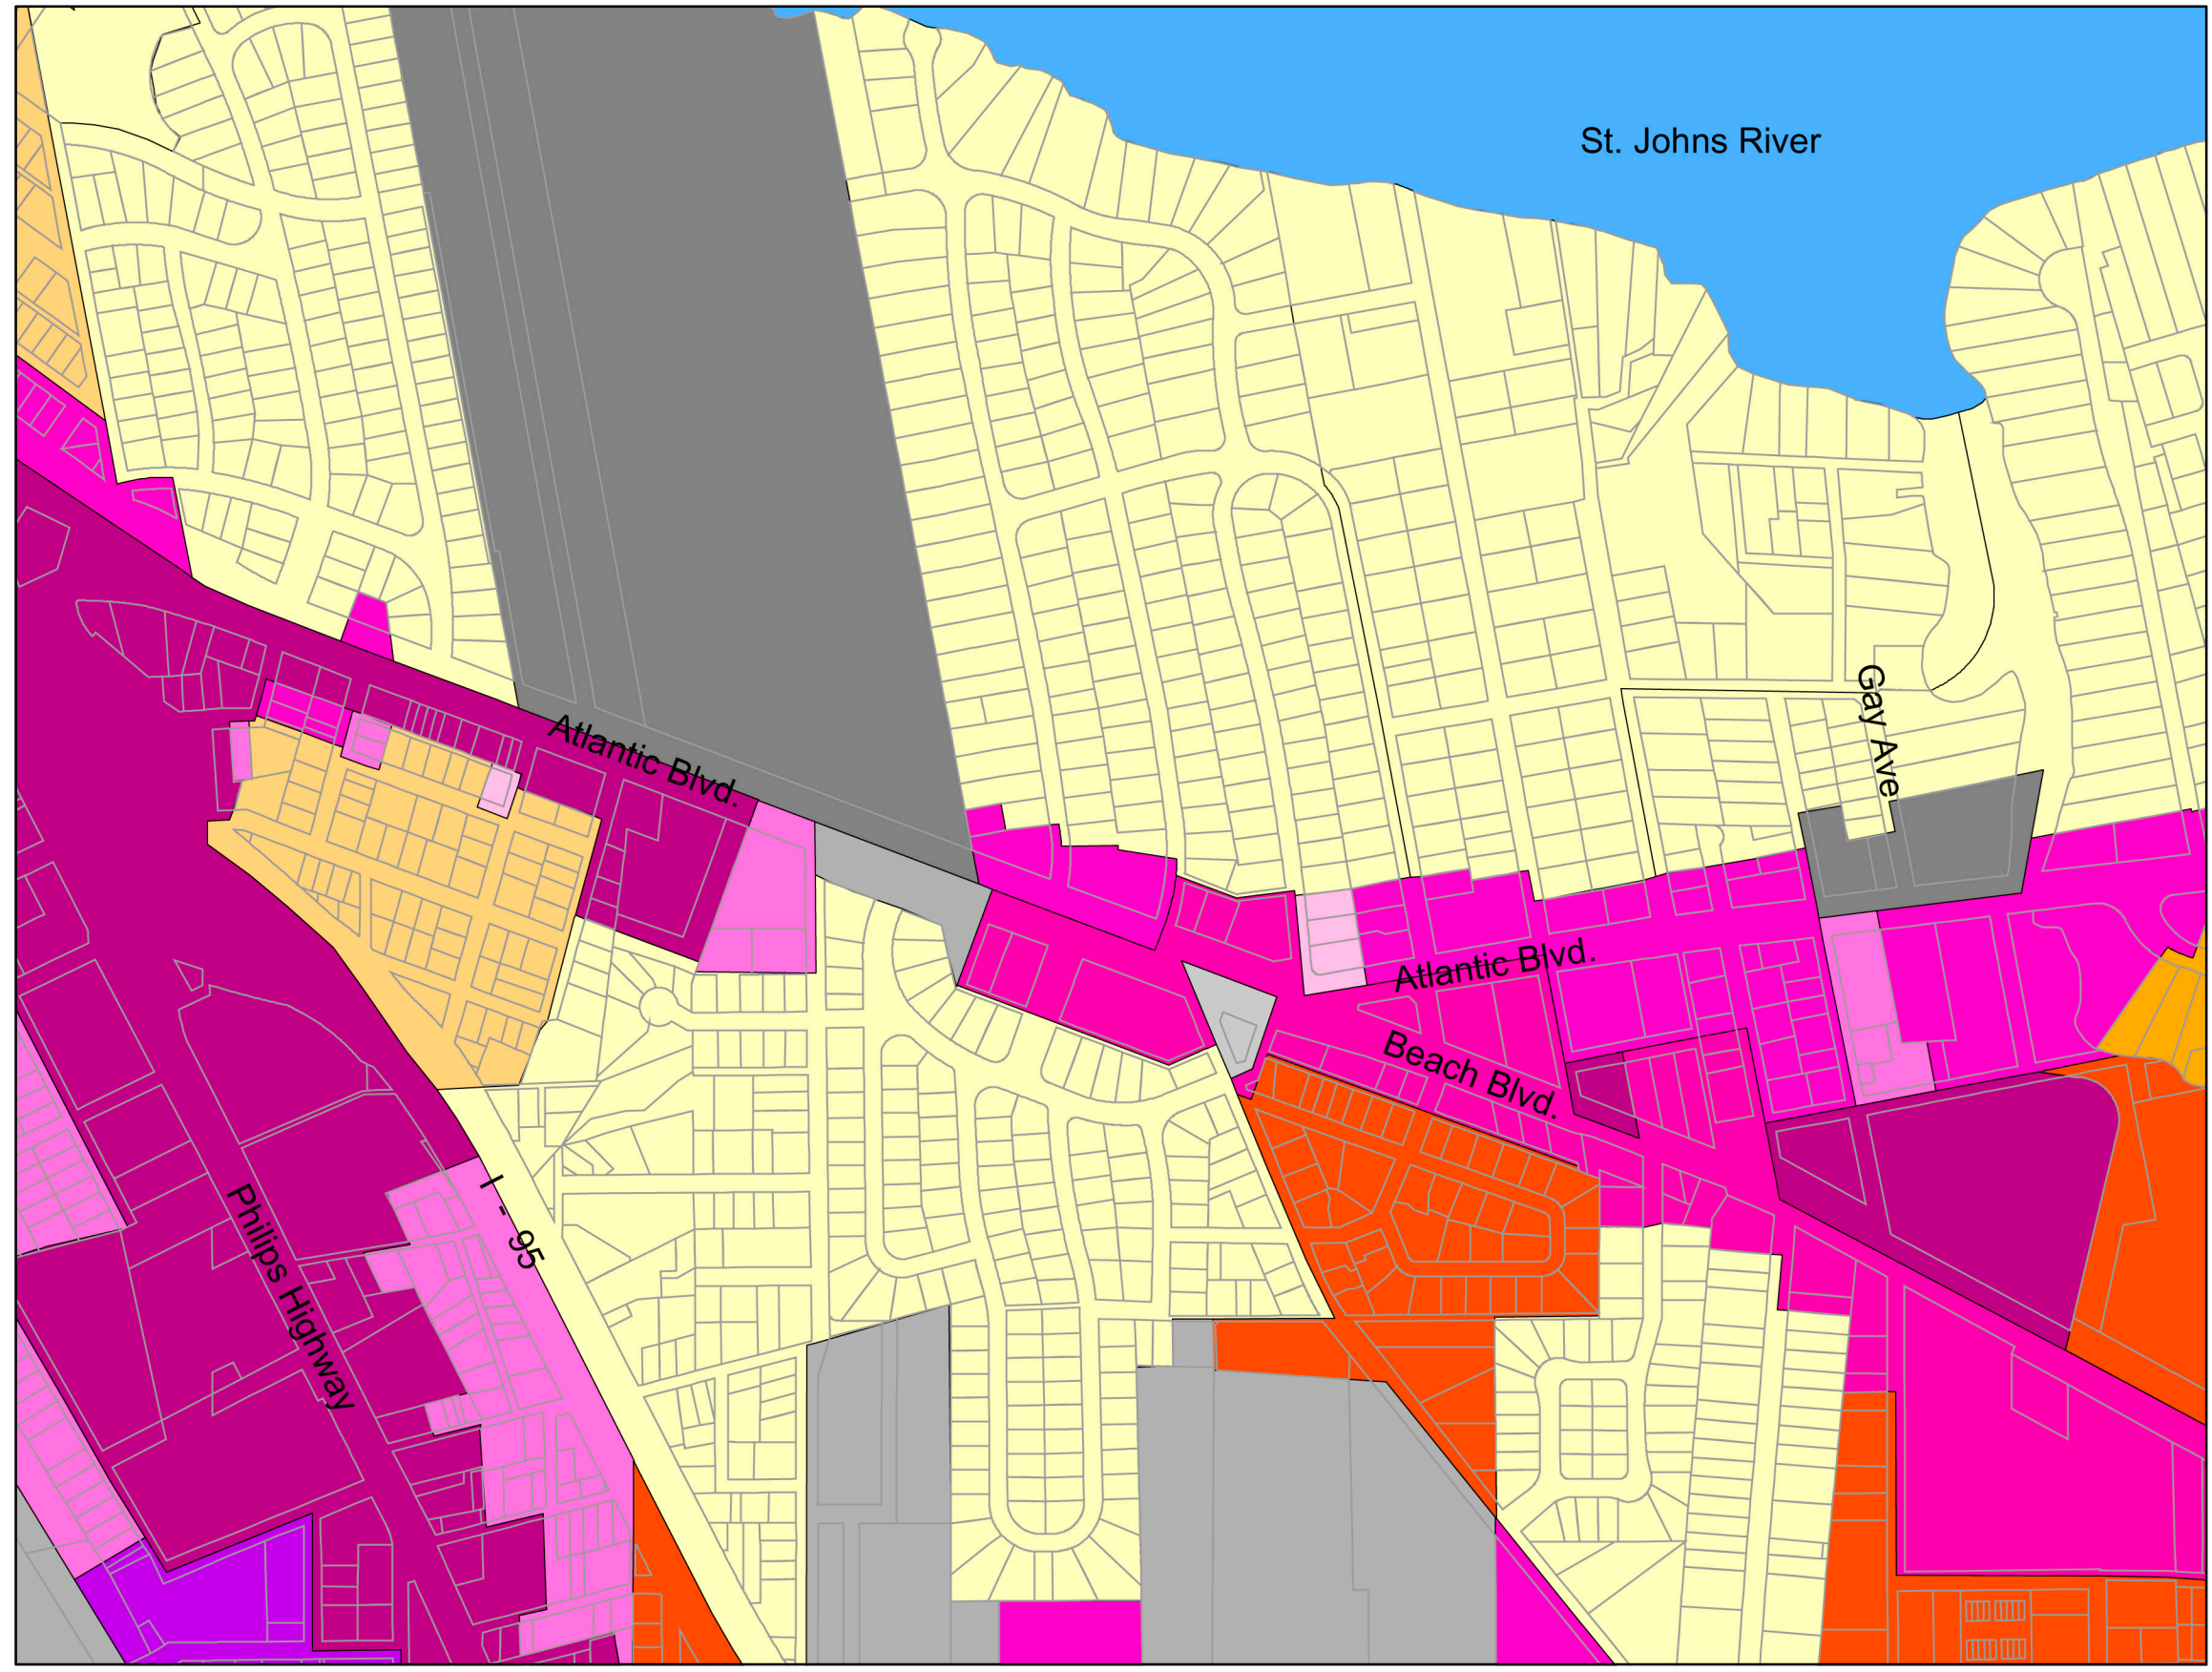 St. Johns River
Gay Ave
Atlantic Blvd.
Atlantic Blvd.
Beach Blvd.
I - 95
Philips Highway